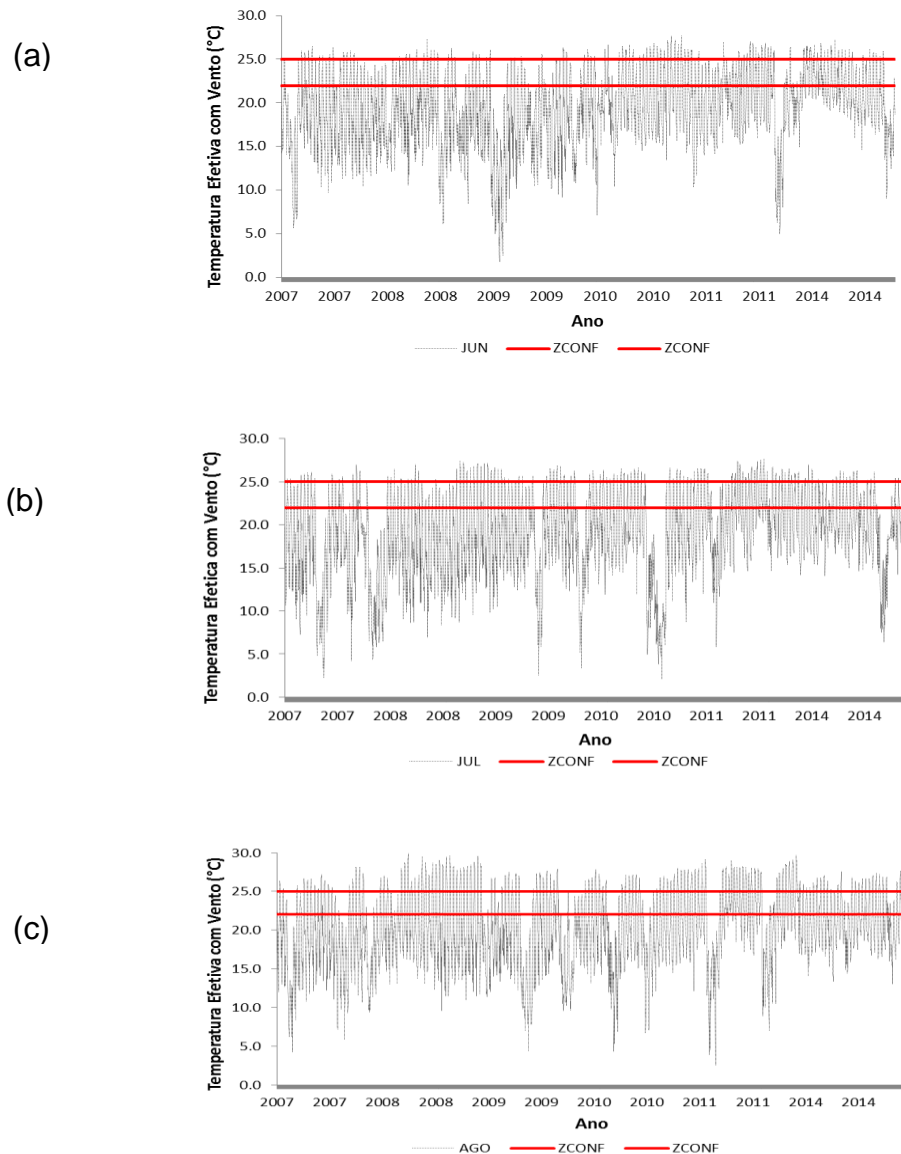 (a)
Temperatura Efetiva com Vento (°C)
30.0
25.0
20.0
15.0
10.0
5.0
0.0
2007 2007 2008 2008 2009 2009 2010 2010 2011 2011 2014 2014
Ano
JUN ZCONF ZCONF
(b)
Temperatura Efetica com Vento (°C)
30.0
25.0
20.0
15.0
10.0
5.0
0.0
2007 2007 2008 2008 2009 2009 2010 2010 2011 2011 2014 2014
Ano
JUL ZCONF ZCONF
(c)
Temperatura Efetiva com Vento (°C)
30.0
25.0
20.0
15.0
10.0
5.0
0.0
2007 2007 2008 2008 2009 2009 2010 2010 2011 2011 2014 2014
Ano
AGO ZCONF ZCONF